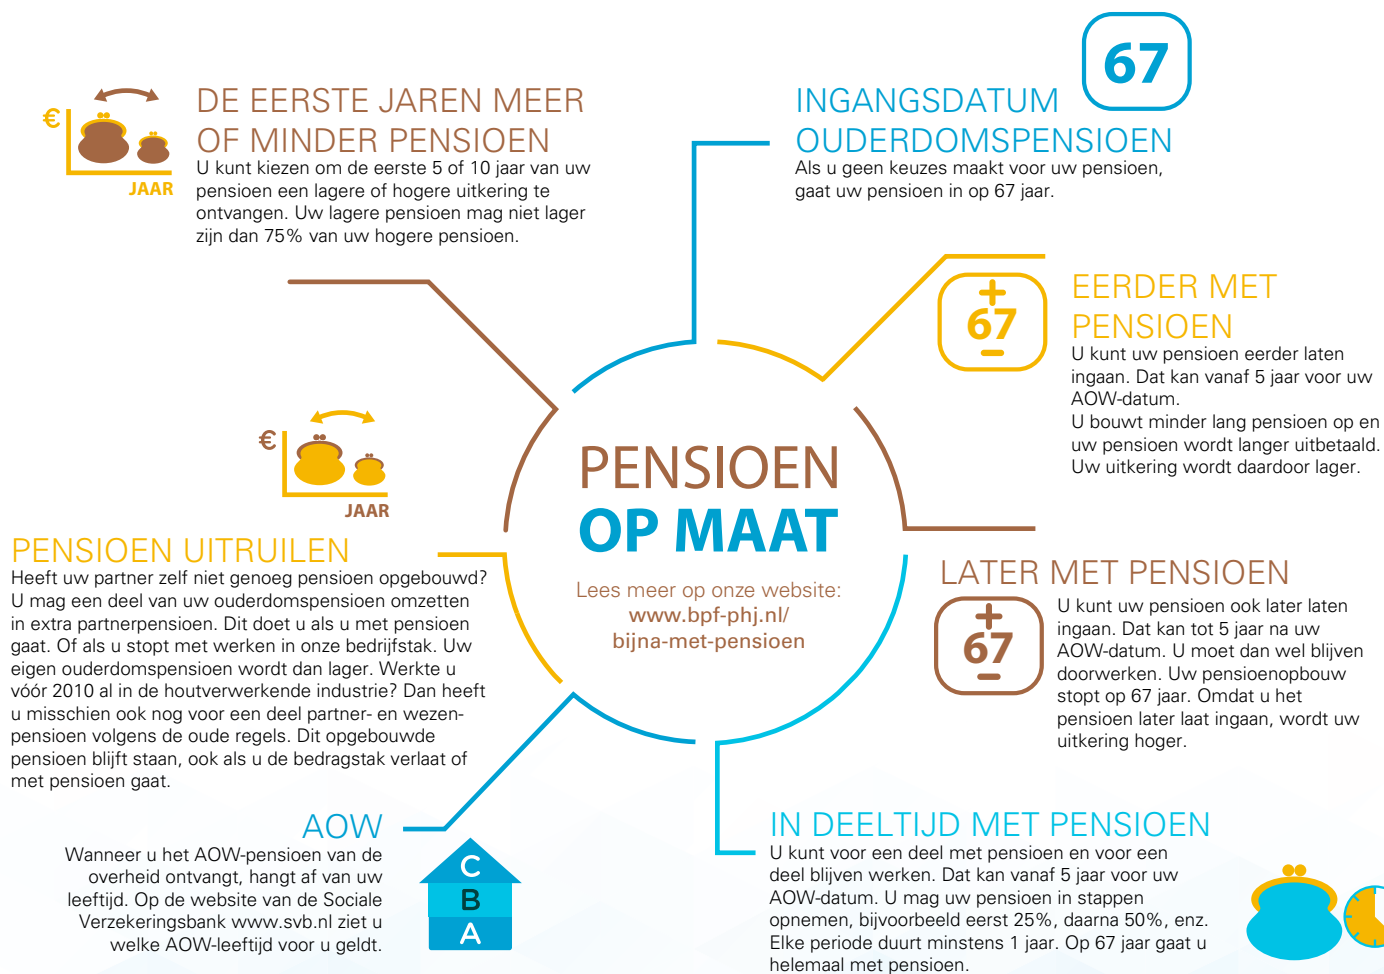 67
DE EERSTE JAREN MEER
OF MINDER PENSIOEN
€
JAAR
U kunt kiezen om de eerste 5 of 10 jaar van uw
pensioen een lagere of hogere uitkering te
ontvangen. Uw lagere pensioen mag niet lager
zijn dan 75% van uw hogere pensioen.
INGANGSDATUM
OUDERDOMSPENSIOEN
Als u geen keuzes maakt voor uw pensioen,
gaat uw pensioen in op 67 jaar.
+
67
−
EERDER MET
PENSIOEN
U kunt uw pensioen eerder laten
ingaan. Dat kan vanaf 5 jaar voor uw
AOW-datum.
U bouwt minder lang pensioen op en
uw pensioen wordt langer uitbetaald.
Uw uitkering wordt daardoor lager.
€
JAAR
PENSIOEN
OP MAAT
Lees meer op onze website:
www.bpf-phj.nl/
bijna-met-pensioen
PENSIOEN UITRUILEN
Heeft uw partner zelf niet genoeg pensioen opgebouwd?
U mag een deel van uw ouderdomspensioen omzetten
in extra partnerpensioen. Dit doet u als u met pensioen
gaat. Of als u stopt met werken in onze bedrijfstak. Uw
eigen ouderdomspensioen wordt dan lager. Werkte u
vóór 2010 al in de houtverwerkende industrie? Dan heeft
u misschien ook nog voor een deel partner- en wezen-
pensioen volgens de oude regels. Dit opgebouwde
pensioen blijft staan, ook als u de bedragstak verlaat of
met pensioen gaat.
LATER MET PENSIOEN
+
67
−
U kunt uw pensioen ook later laten
ingaan. Dat kan tot 5 jaar na uw
AOW-datum. U moet dan wel blijven
doorwerken. Uw pensioenopbouw
stopt op 67 jaar. Omdat u het
pensioen later laat ingaan, wordt uw
uitkering hoger.
AOW
Wanneer u het AOW-pensioen van de
overheid ontvangt, hangt af van uw
leeftijd. Op de website van de Sociale
Verzekeringsbank www.svb.nl ziet u
welke AOW-leeftijd voor u geldt.
C
B
A
IN DEELTIJD MET PENSIOEN
U kunt voor een deel met pensioen en voor een
deel blijven werken. Dat kan vanaf 5 jaar voor uw
AOW-datum. U mag uw pensioen in stappen
opnemen, bijvoorbeeld eerst 25%, daarna 50%, enz.
Elke periode duurt minstens 1 jaar. Op 67 jaar gaat u
helemaal met pensioen.